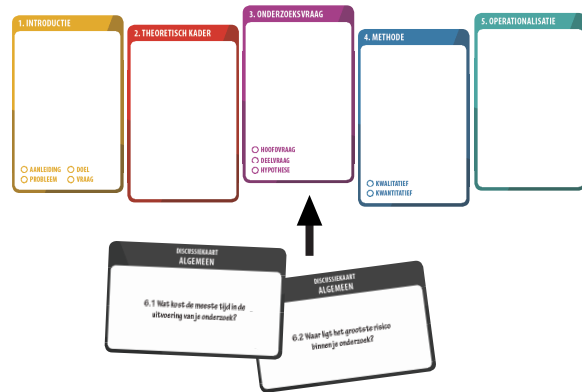 1. INTRODUCTIE
AANLEIDING DOEL
PROBLEEM VRAAG
2. THEORETISCH KADER
3. ONDERZOEKSVRAAG
HOOFDVRAAG
DEELVRAAG
HYPOTHESE
4. METHODE
KWALITATIEF
KWANTITATIEF
5. OPERATIONALISATIE
DISCUSSIEKAART
ALGEMEEN
6.1 Wat kost de meeste tijd in de
uitvoering van je onderzoek?
DISCUSSIEKAART
ALGEMEEN
6.2 Waar ligt het grootste risico
binnen je onderzoek?